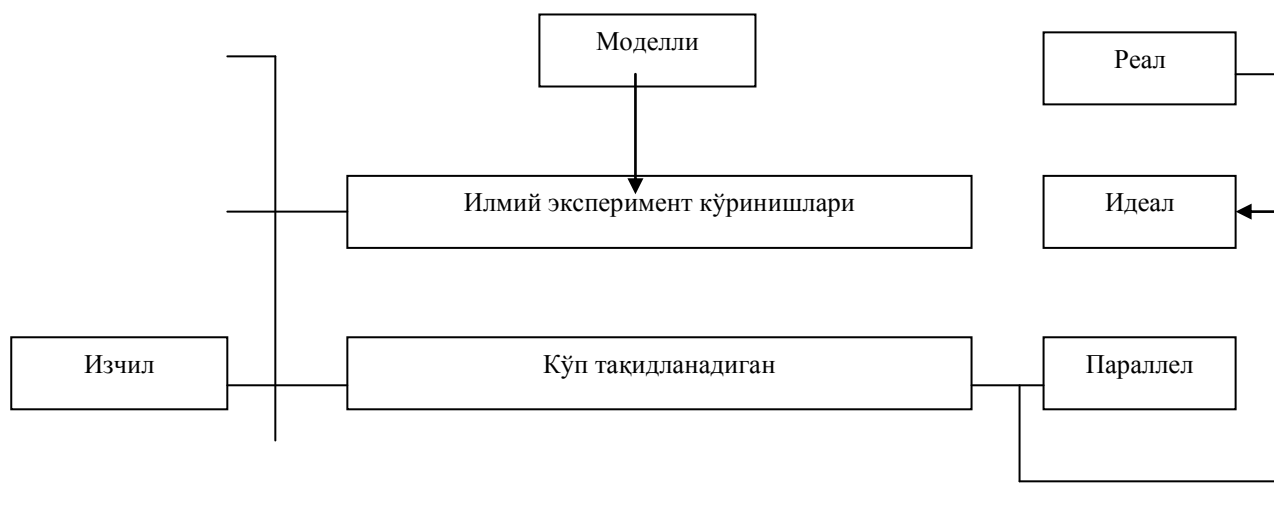 Моделли
Реал
Илмий эксперимент кўринишлари
Идеал
Изчил
Кўп тақидланадиган
Параллел